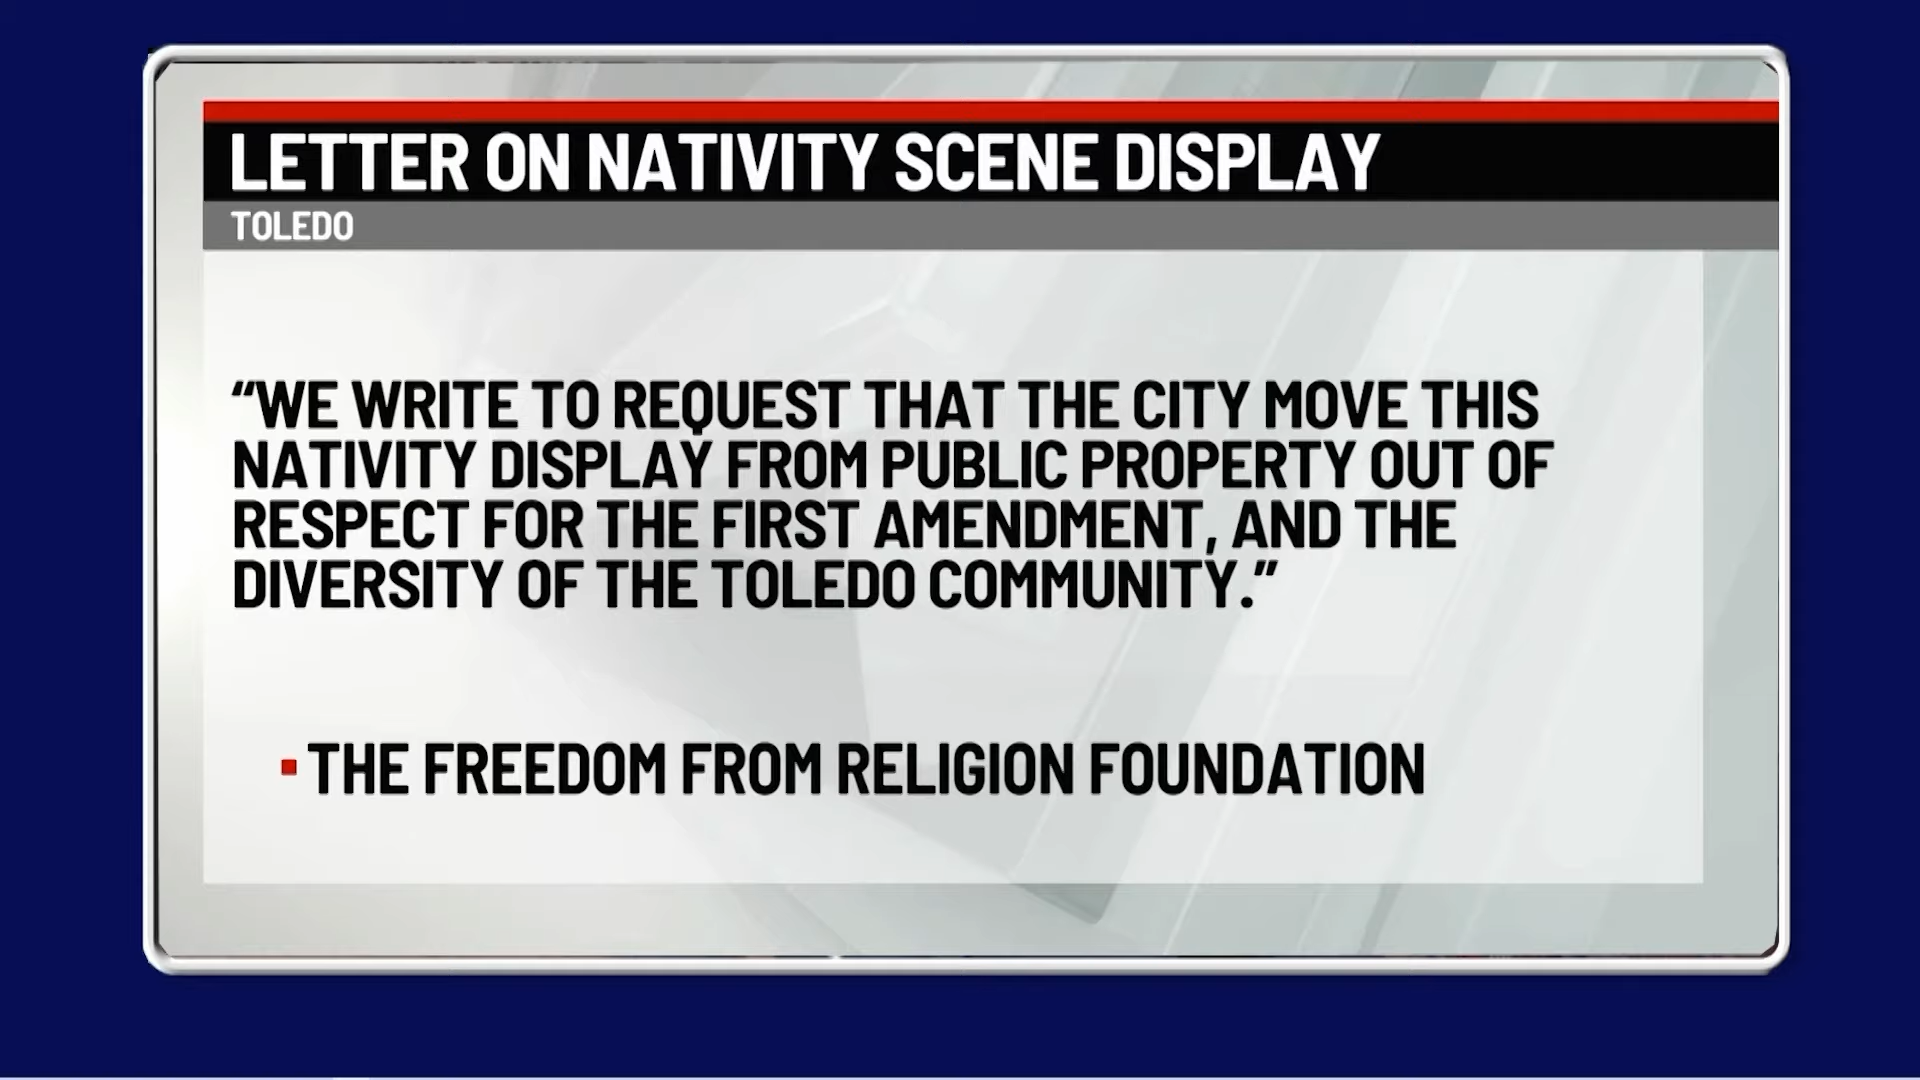 LETTER ON NATIVITY SCENE DISPLAY
TOLEDO
“WE WRITE TO REQUEST THAT THE CITY MOVE THIS
NATIVITY DISPLAY FROM PUBLIC PROPERTY OUT OF
RESPECT FOR THE FIRST AMENDMENT, AND THE
DIVERSITY OF THE TOLEDO COMMUNITY.”
▪ THE FREEDOM FROM RELIGION FOUNDATION